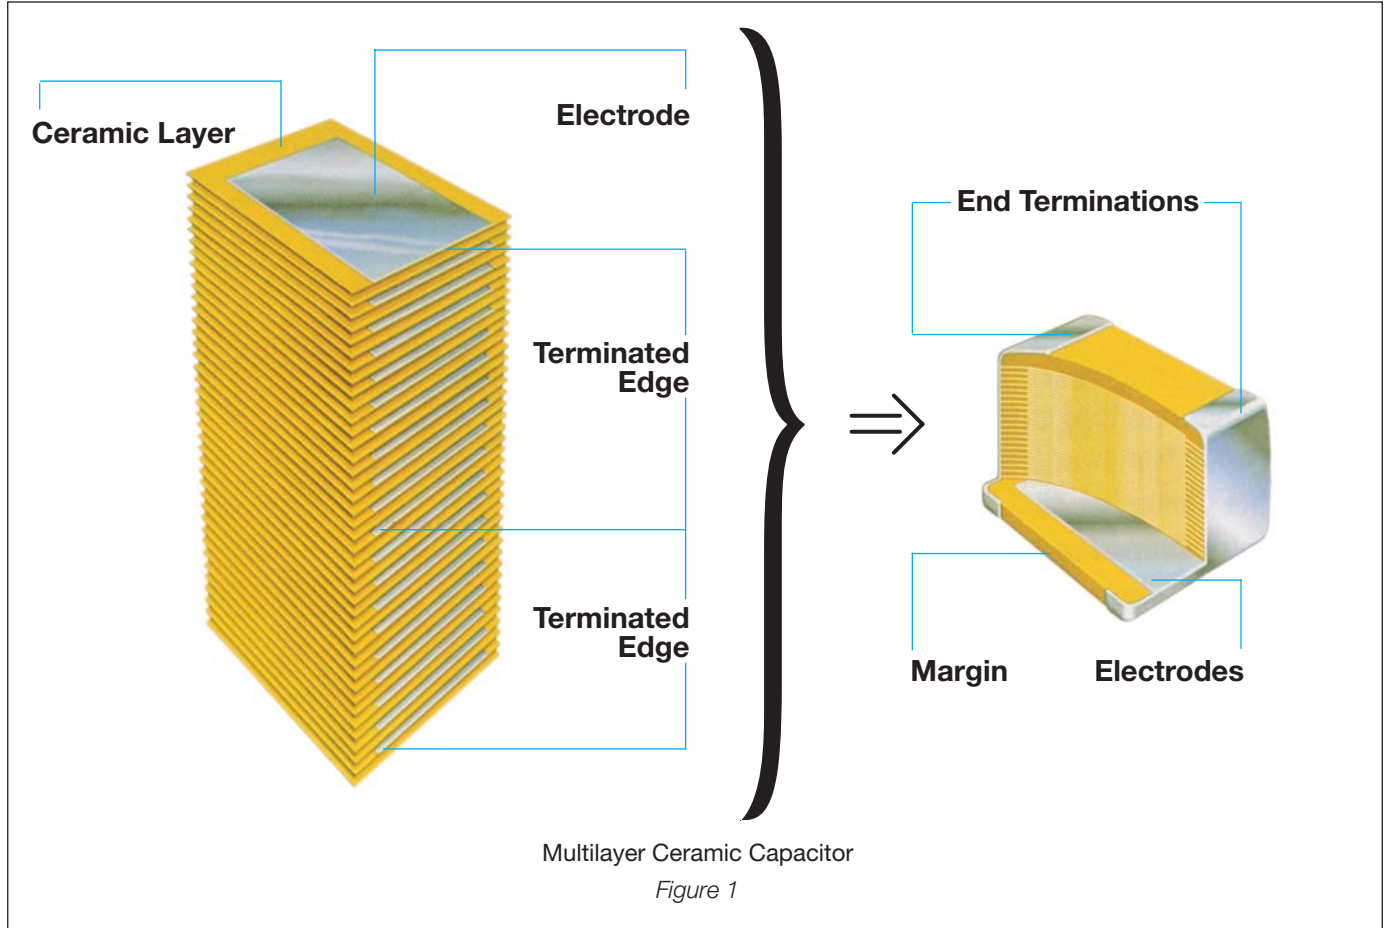 Ceramic Layer
Electrode
Terminated
Edge
Terminated
Edge
End Terminations
Margin
Electrodes
Multilayer Ceramic Capacitor
Figure 1